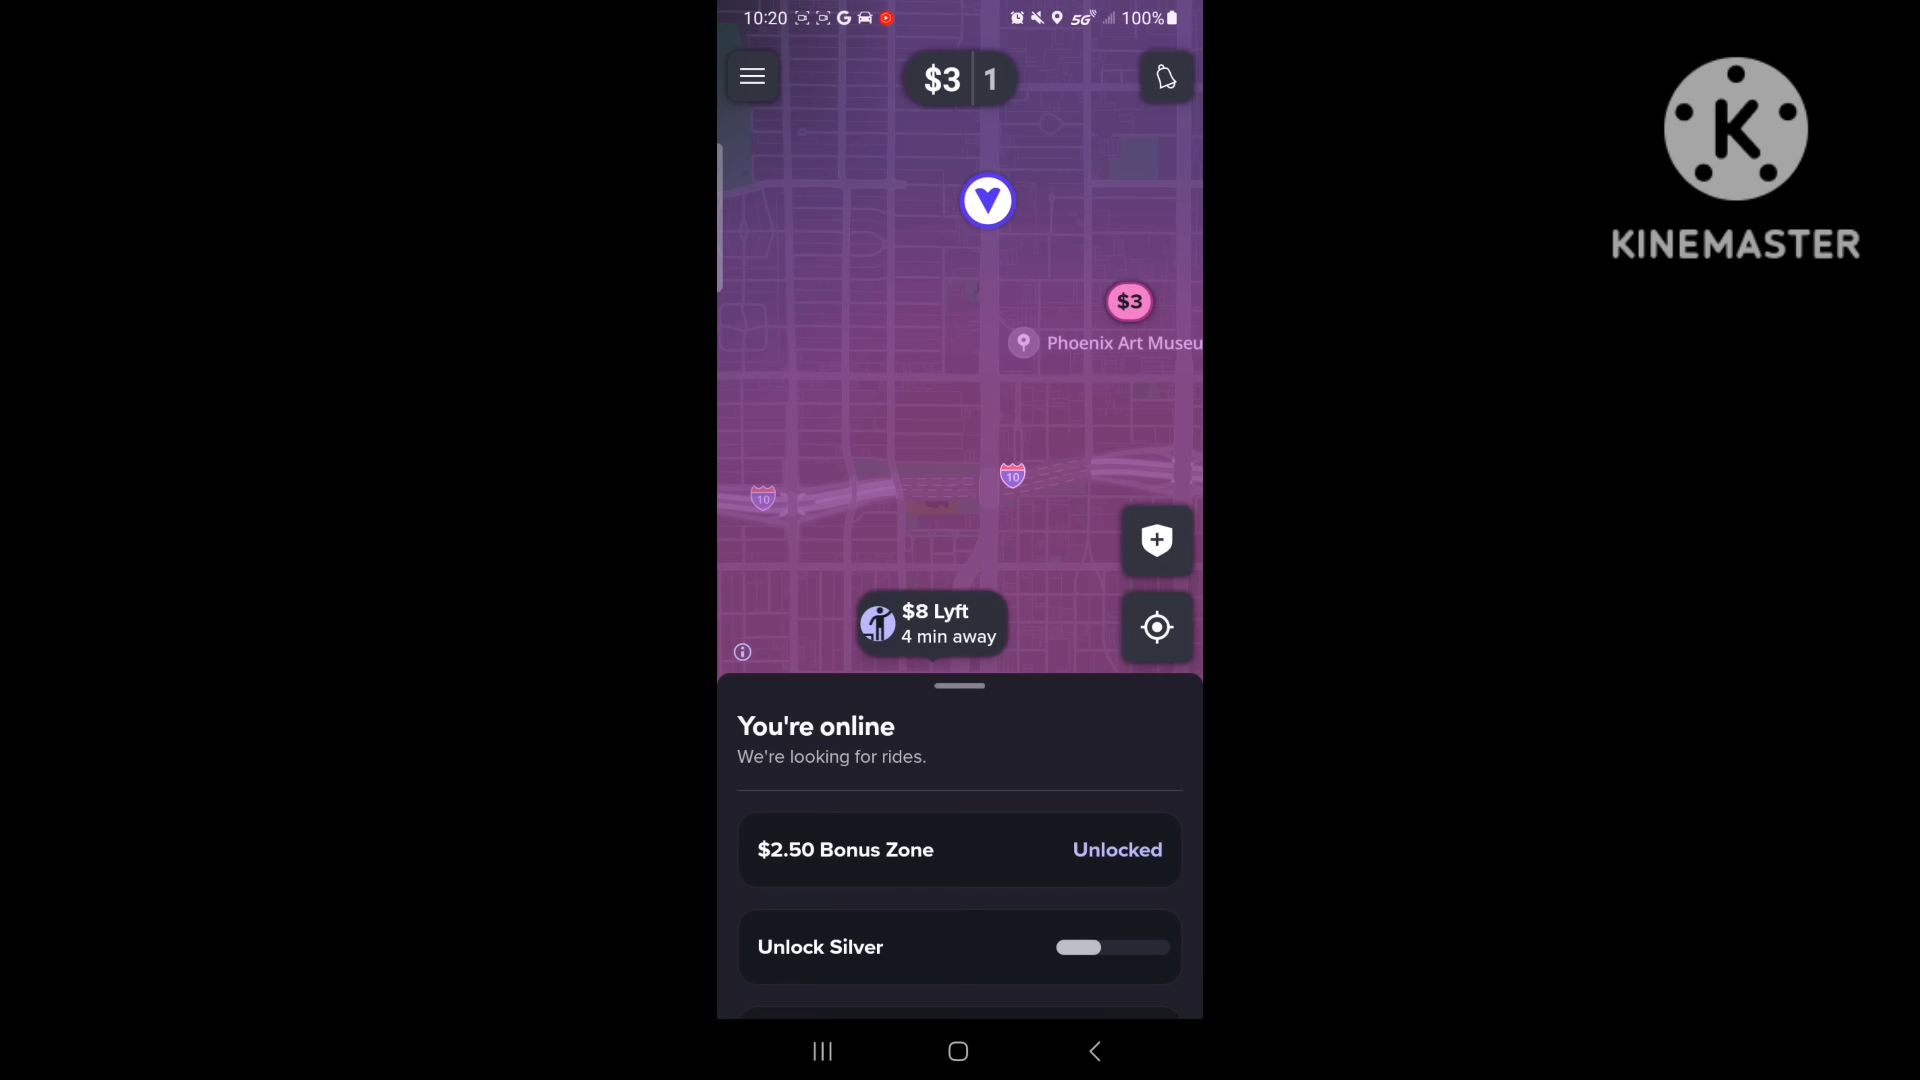 10:20
5G
100%
$3
1
$3
Phoenix Art Museu
10
10
$8 Lyft
4 min away
You're online
We're looking for rides.
$2.50 Bonus Zone
Unlocked
Unlock Silver
K
KINEMASTER